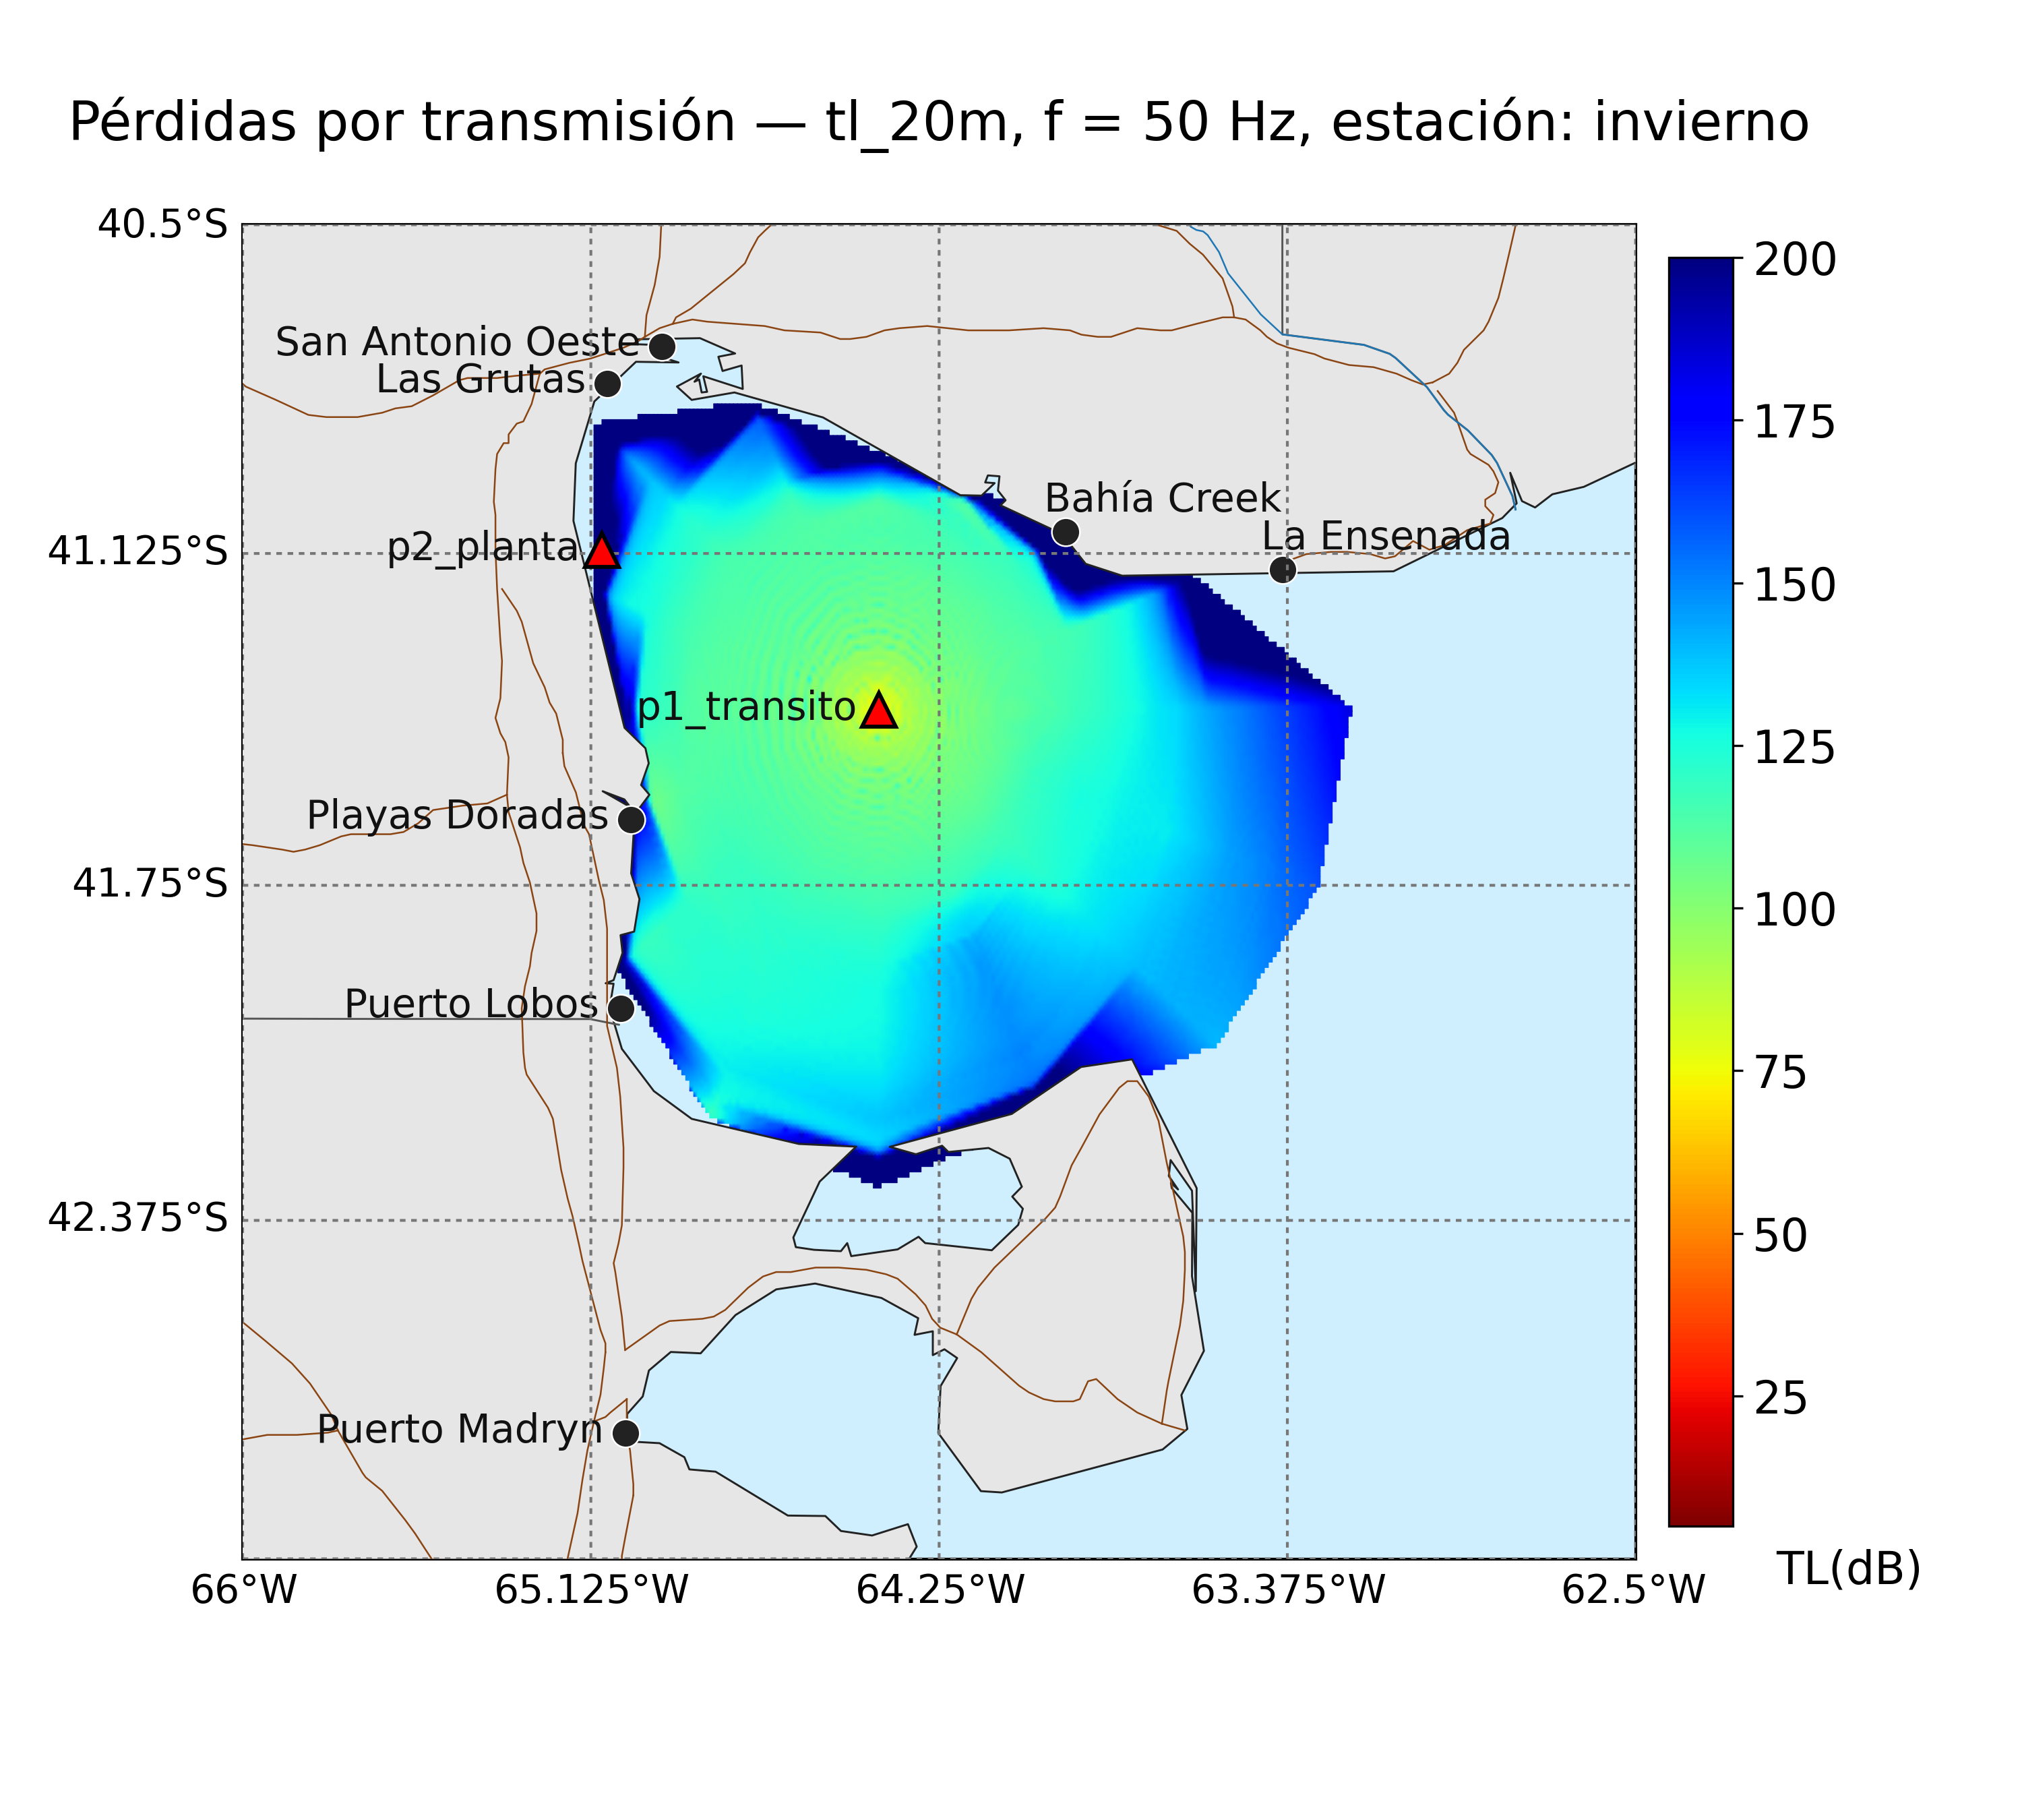 Pérdidas por transmisión — tl_20m, f = 50 Hz, estación: invierno
40.5°S
200
San Antonio Oeste
Las Grutas
175
Bahía Creek
La Ensenada
p2_planta
41.125°S
150
p1_transito
125
Playas Doradas
41.75°S
100
Puerto Lobos
75
42.375°S
50
25
Puerto Madryn
TL(dB)
66°W
65.125°W
64.25°W
63.375°W
62.5°W